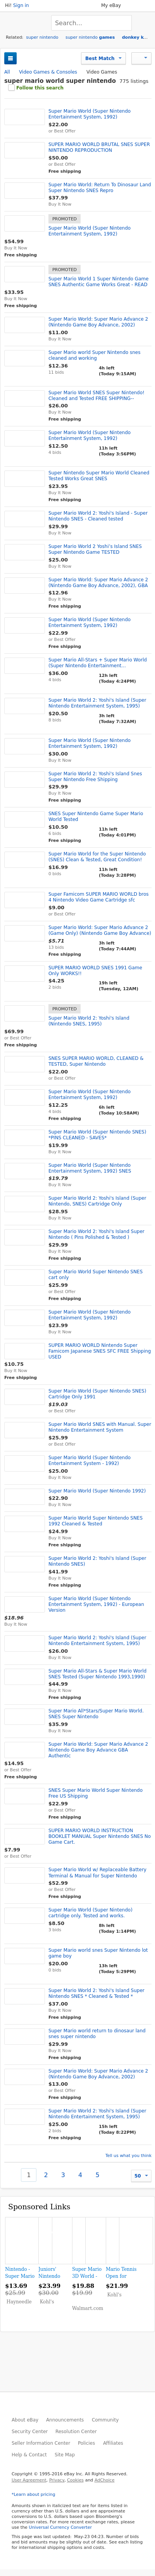 Hi! Sign in
My eBay
Search...
Related: super nintendo super nintendo games donkey k...
Best Match
All Video Games & Consoles Video Games
super mario world super nintendo 775 listings
Follow this search
Super Mario World (Super Nintendo
Entertainment System, 1992)
$22.00
or Best Offer
SUPER MARIO WORLD BRUTAL SNES SUPER
NINTENDO REPRODUCTION
$50.00
or Best Offer
Free shipping
Super Mario World: Return To Dinosaur Land
Super Nintendo SNES Repro
$37.99
Buy It Now
PROMOTED
Super Mario World (Super Nintendo
Entertainment System, 1992)
$54.99
Buy It Now
Free shipping
PROMOTED
Super Mario World 1 Super Nintendo Game
SNES Authentic Game Works Great - READ
$33.95
Buy It Now
Free shipping
Super Mario World: Super Mario Advance 2
(Nintendo Game Boy Advance, 2002)
$11.00
Buy It Now
Super Mario world Super Nintendo snes
cleaned and working
$12.36
11 bids
4h left
(Today 9:15AM)
Super Mario World SNES Super Nintendo!
Cleaned and Tested FREE SHIPPING~
$26.00
Buy It Now
Free shipping
Super Mario World (Super Nintendo
Entertainment System, 1992)
$12.50
4 bids
11h left
(Today 3:56PM)
Super Nintendo Super Mario World Cleaned
Tested Works Great SNES
$23.95
Buy It Now
Free shipping
Super Mario World 2: Yoshi's Island - Super
Nintendo SNES - Cleaned tested
$29.99
Buy It Now
Super Mario World 2 Yoshi's Island SNES
Super Nintendo Game TESTED
$25.00
Buy It Now
Super Mario World: Super Mario Advance 2
(Nintendo Game Boy Advance, 2002), GBA
$12.96
Buy It Now
Free shipping
Super Mario World (Super Nintendo
Entertainment System, 1992)
$22.99
or Best Offer
Free shipping
Super Mario All-Stars + Super Mario World
(Super Nintendo Entertainment...
$36.00
4 bids
12h left
(Today 4:24PM)
Super Mario World 2: Yoshi's Island (Super
Nintendo Entertainment System, 1995)
$20.50
8 bids
3h left
(Today 7:32AM)
Super Mario World (Super Nintendo
Entertainment System, 1992)
$30.00
Buy It Now
Super Mario World 2: Yoshi's Island Snes
Super Nintendo Free Shipping
$29.99
Buy It Now
Free shipping
SNES Super Nintendo Game Super Mario
World Tested
$10.50
6 bids
Free shipping
11h left
(Today 4:01PM)
Super Mario World for the Super Nintendo
(SNES) Clean & Tested, Great Condition!
$16.99
0 bids
11h left
(Today 3:28PM)
Super Famicom SUPER MARIO WORLD bros
4 Nintendo Video Game Cartridge sfc
$9.00
or Best Offer
Super Mario World: Super Mario Advance 2
(Game Only) (Nintendo Game Boy Advance)
$5.71
13 bids
Free shipping
3h left
(Today 7:44AM)
SUPER MARIO WORLD SNES 1991 Game
Only WORKS!!
$4.25
2 bids
19h left
(Tuesday, 12AM)
PROMOTED
Super Mario World 2: Yoshi's Island
(Nintendo SNES, 1995)
$69.99
or Best Offer
Free shipping
SNES SUPER MARIO WORLD, CLEANED &
TESTED, Super Nintendo
$22.00
or Best Offer
Super Mario World (Super Nintendo
Entertainment System, 1992)
$12.25
4 bids
Free shipping
6h left
(Today 10:58AM)
Super Mario World (Super Nintendo SNES)
*PINS CLEANED - SAVES*
$19.99
Buy It Now
Super Mario World (Super Nintendo
Entertainment System, 1992) SNES
$19.79
Buy It Now
Super Mario World 2: Yoshi's Island (Super
Nintendo, SNES) Cartridge Only
$28.95
Buy It Now
Super Mario World 2: Yoshi's Island Super
Nintendo ( Pins Polished & Tested )
$29.99
Buy It Now
Free shipping
Super Mario World Super Nintendo SNES
cart only
$25.99
or Best Offer
Free shipping
Super Mario World (Super Nintendo
Entertainment System, 1992)
$23.99
Buy It Now
SUPER MARIO WORLD Nintendo Super
Famicom Japanese SNES SFC FREE Shipping
USED
$10.75
Buy It Now
Free shipping
Super Mario World (Super Nintendo SNES)
Cartridge Only 1991
$19.03
or Best Offer
Super Mario World SNES with Manual, Super
Nintendo Entertainment System
$25.99
or Best Offer
Super Mario World (Super Nintendo
Entertainment System - 1992)
$25.00
Buy It Now
Super Mario World (Super Nintendo 1992)
$22.90
Buy It Now
Super Mario World Super Nintendo SNES
1992 Cleaned & Tested
$24.99
Buy It Now
Free shipping
Super Mario World 2: Yoshi's Island (Super
Nintendo SNES)
$41.99
Buy It Now
Free shipping
Super Mario World (Super Nintendo
Entertainment System, 1992) - European
Version
$18.96
Buy It Now
Super Mario World 2: Yoshi's Island (Super
Nintendo Entertainment System, 1995)
$26.00
Buy It Now
Super Mario All-Stars & Super Mario World
SNES Tested (Super Nintendo 1993,1990)
$44.99
Buy It Now
Free shipping
Super Mario All*Stars/Super Mario World.
SNES Super Nintendo
$35.99
Buy It Now
Super Mario World: Super Mario Advance 2
Nintendo Game Boy Advance GBA
Authentic
$14.95
or Best Offer
Free shipping
SNES Super Mario World Super Nintendo
Free US Shipping
$22.99
or Best Offer
Free shipping
SUPER MARIO WORLD INSTRUCTION
BOOKLET MANUAL Super Nintendo SNES No
Game Cart.
$7.99
or Best Offer
Super Mario World w/ Replaceable Battery
Terminal & Manual for Super Nintendo
$52.99
or Best Offer
Free shipping
Super Mario World (Super Nintendo)
cartridge only. Tested and works.
$8.50
3 bids
8h left
(Today 1:14PM)
Super Mario world snes Super Nintendo lot
game boy
$20.00
0 bids
13h left
(Today 5:29PM)
Super Mario World 2: Yoshi's Island Super
Nintendo SNES * Cleaned & Tested *
$37.00
Buy It Now
Free shipping
Super Mario world return to dinosaur land
snes super nintendo
$29.99
Buy It Now
Free shipping
Super Mario World: Super Mario Advance 2
(Nintendo Game Boy Advance, 2002)
$13.00
or Best Offer
Free shipping
Super Mario World 2: Yoshi's Island (Super
Nintendo Entertainment System, 1995)
$25.00
2 bids
Free shipping
15h left
(Today 8:22PM)
Tell us what you think
1 2 3 4 5
50
Sponsored Links
Nintendo - Super Mario
$13.69
$25.99
Haywoodle
Juniors' Nintendo
$23.99
$30.00
Kohl's
Super Mario 3D World -
$19.88
$19.99
Walmart.com
Mario Tennis Open for
$21.99
Kohl's
About eBay Announcements Community
Security Center Resolution Center
Seller Information Center Policies Affiliates
Help & Contact Site Map
Copyright © 1995-2016 eBay Inc. All Rights Reserved.
User Agreement, Privacy, Cookies and AdChoice
*Learn about pricing
Amounts shown in italicized text are for items listed in
currency other than U.S. dollars and are approximate
conversions to U.S. dollars based upon Bloomberg's
conversion rates. For more recent exchange rates, please
use the Universal Currency Converter
This page was last updated: May-23 04:23. Number of bids
and bid amounts may be slightly out of date. See each listing
for international shipping options and costs.